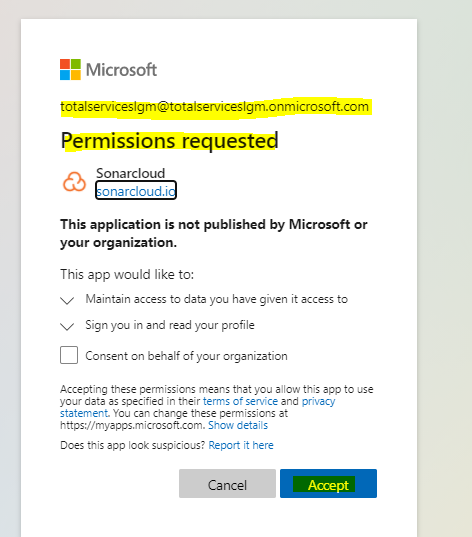 Microsoft
totalserviceslgm@totalserviceslgm.onmicrosoft.com
Permissions requested
Sonarcloud
sonarcloud.io
This application is not published by Microsoft or
your organization.
This app would like to:
Maintain access to data you have given it access to
Sign you in and read your profile
Consent on behalf of your organization
Accepting these permissions means that you allow this app to use
your data as specified in their terms of service and privacy
statement. You can change these permissions at
https://myapps.microsoft.com. Show details
Does this app look suspicious? Report it here
Cancel Accept